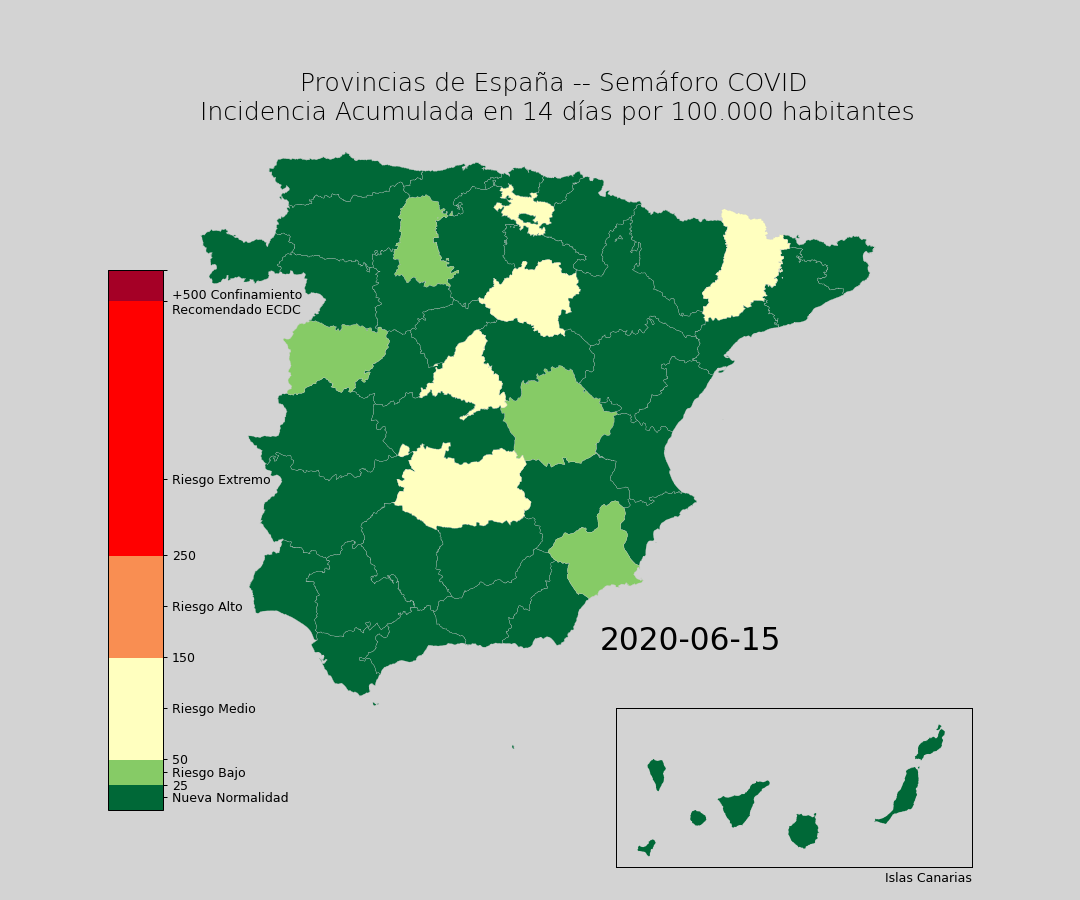 Provincias de España -- Semáforo COVID
Incidencia Acumulada en 14 días por 100.000 habitantes
+500 Confinamiento
Recomendado ECDC
Riesgo Extremo
250
Riesgo Alto
150
Riesgo Medio
50
Riesgo Bajo
25
Nueva Normalidad
2020-06-15
Islas Canarias